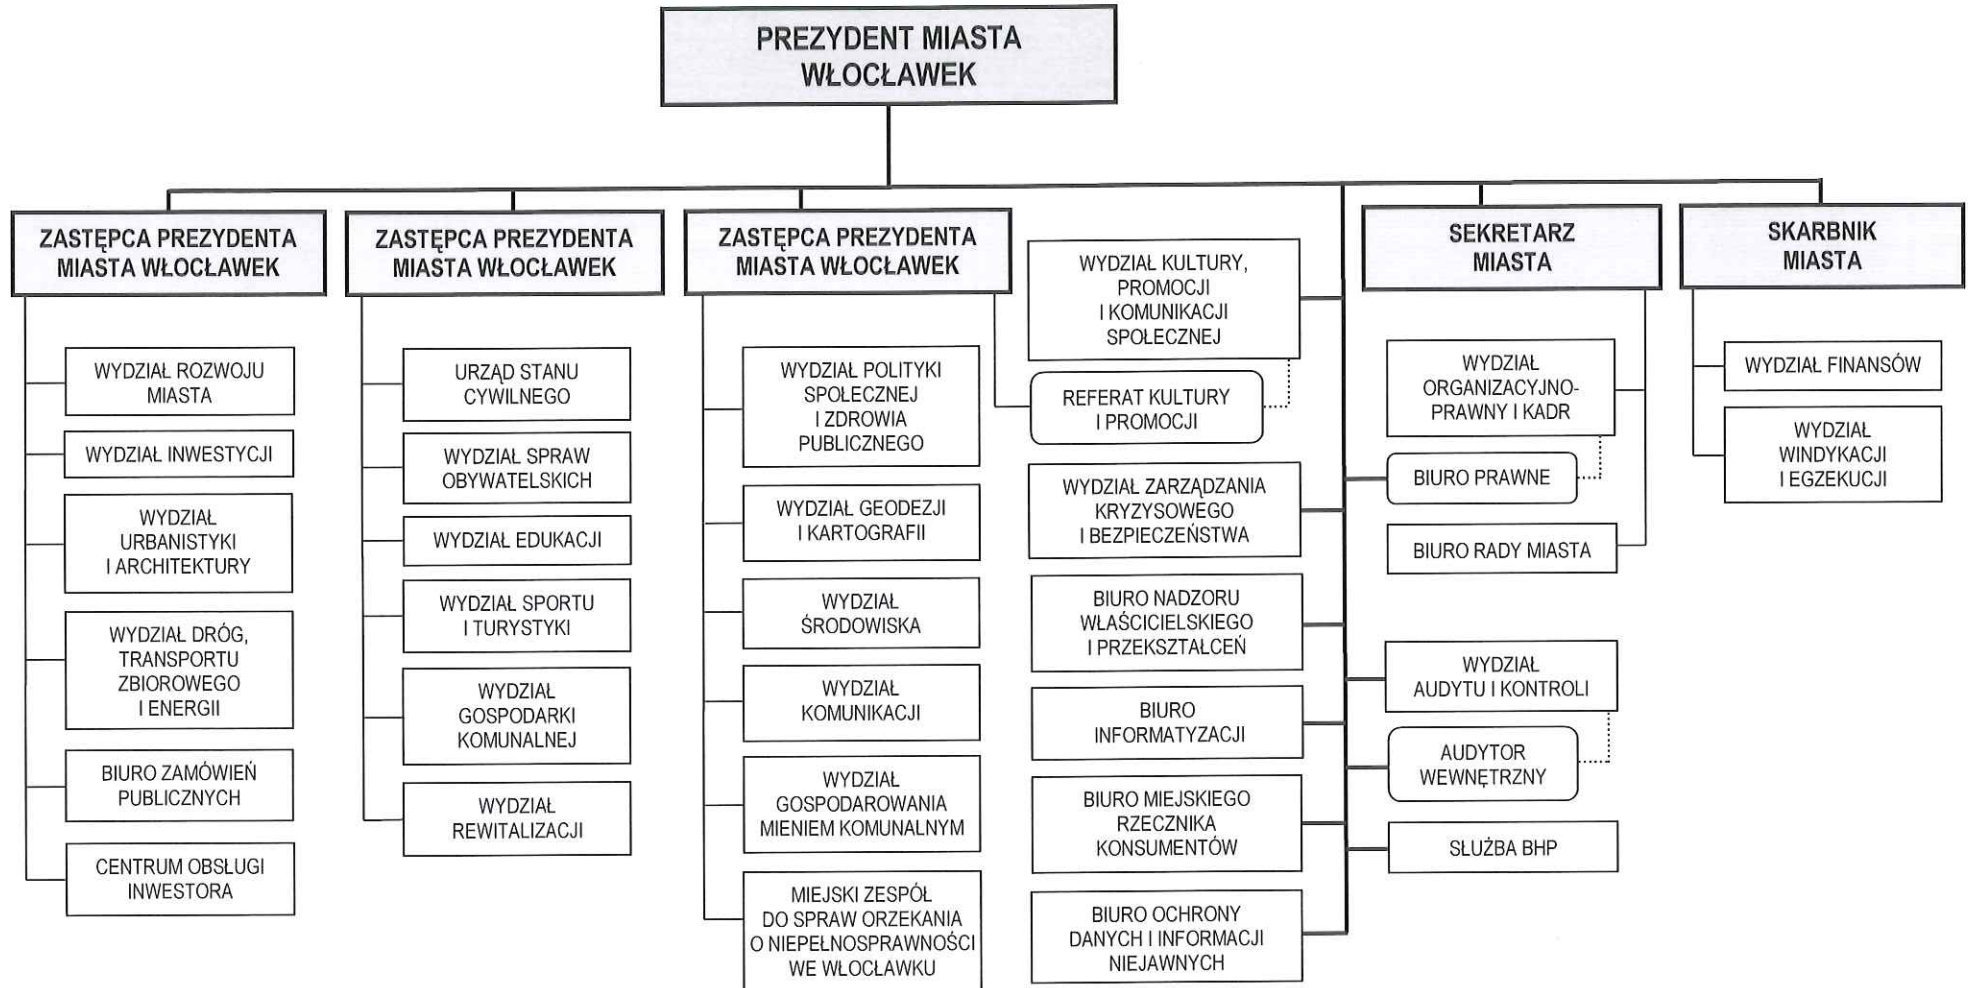 PREZYDENT MIASTA
WŁOCŁAWEK
ZASTĘPCA PREZYDENTA
MIASTA WŁOCŁAWEK
WYDZIAŁ ROZWOJU
MIASTA
WYDZIAŁ INWESTYCJI
WYDZIAŁ
URBANISTYKI
I ARCHITEKTURY
WYDZIAŁ DRÓG,
TRANSPORTU
ZBIOROWEGO
I ENERGII
BIURO ZAMÓWIEŃ
PUBLICZNYCH
CENTRUM OBSŁUGI
INWESTORA
ZASTĘPCA PREZYDENTA
MIASTA WŁOCŁAWEK
URZĄD STANU
CYWILNEGO
WYDZIAŁ SPRAW
OBYWATELSKICH
WYDZIAŁ EDUKACJI
WYDZIAŁ SPORTU
I TURYSTYKI
WYDZIAŁ
GOSPODARKI
KOMUNALNEJ
WYDZIAŁ
REWITALIZACJI
ZASTĘPCA PREZYDENTA
MIASTA WŁOCŁAWEK
WYDZIAŁ POLITYKI
SPOŁECZNEJ
I ZDROWIA
PUBLICZNEGO
WYDZIAŁ GEODEZJI
I KARTOGRAFII
WYDZIAŁ
ŚRODOWISKA
WYDZIAŁ
KOMUNIKACJI
WYDZIAŁ
GOSPODAROWANIA
MIENIEM KOMUNALNYM
MIEJSKI ZESPÓŁ
DO SPRAW ORZEKANIA
O NIEPEŁNOSPRAWNOŚCI
WE WŁOCŁAWKU
WYDZIAŁ KULTURY,
PROMOCJI
I KOMUNIKACJI
SPOŁECZNEJ
REFERAT KULTURY
I PROMOCJI
WYDZIAŁ ZARZĄDZANIA
KRYZYSOWEGO
I BEZPIECZEŃSTWA
BIURO NADZORU
WŁAŚCICIELSKIEGO
I PRZEKSZTAŁCEŃ
BIURO
INFORMATYZACJI
BIURO MIEJSKIEGO
RZECZNIKA
KONSUMENTÓW
BIURO OCHRONY
DANYCH I INFORMACJI
NIEJAWNYCH
SEKRETARZ
MIASTA
WYDZIAŁ
ORGANIZACYJNO-
PRAWNY I KADR
BIURO PRAWNE
BIURO RADY MIASTA
WYDZIAŁ
AUDYTU I KONTROLI
AUDYTOR
WEWNĘTRZNY
SŁUŻBA BHP
SKARBNIK
MIASTA
WYDZIAŁ FINANSÓW
WYDZIAŁ
WINDYKACJI
I EGZEKUCJI